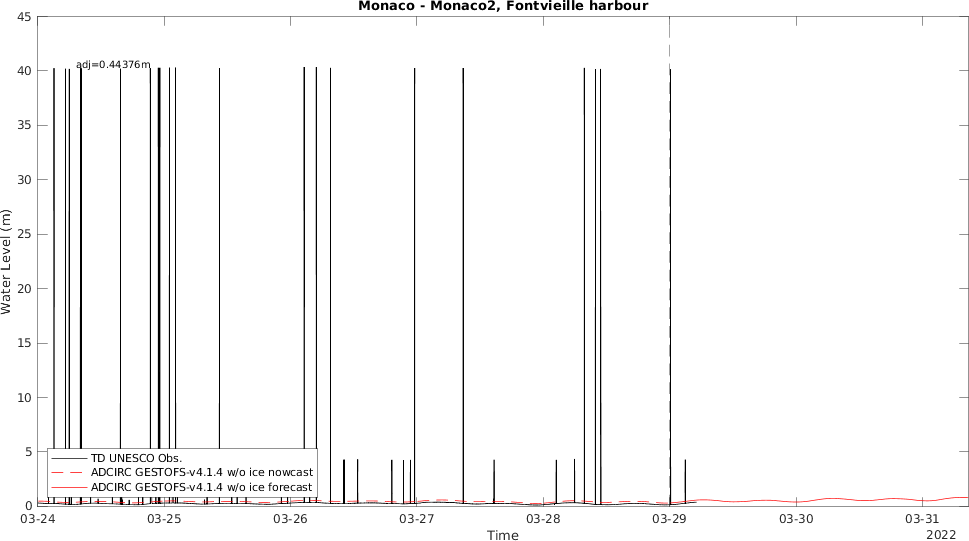 Monaco - Monaco2, Fontvieille harbour
45
40
35
30
25
20
15
10
5
0
Water Level (m)
adj=0.44376m
TD UNESCO Obs.
ADCIRC GESTOFS-v4.1.4 w/o ice nowcast
ADCIRC GESTOFS-v4.1.4 w/o ice forecast
03-24 03-25 03-26 03-27 03-28 03-29 03-30 03-31
Time
2022